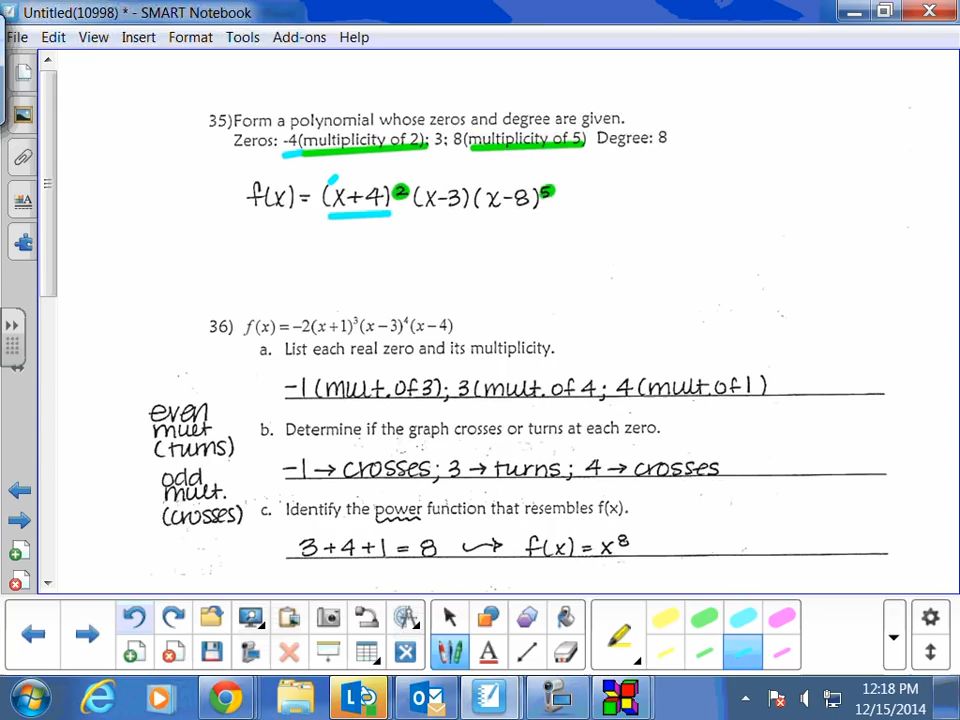 Untitled(10998) * - SMART Notebook
File Edit View Insert Format Tools Add-ons Help
35)Form a polynomial whose zeros and degree are given.
Zeros: -4(multiplicity of 2); 3; 8(multiplicity of 5) Degree: 8
f(x) = (x+4)² (x-3)(x-8)⁵
36) f(x) = −2(x+1)³(x−3)⁴(x−4)
a. List each real zero and its multiplicity.
-1 (mult. of 3); 3(mult. of 4; 4(mult. of 1)
even
mult
(turns)
b. Determine if the graph crosses or turns at each zero.
-1 → crosses; 3 → turns; 4 → crosses
odd
mult.
(crosses)
c. Identify the power function that resembles f(x).
3+4+1 = 8 → f(x) = x⁸
12:18 PM
12/15/2014